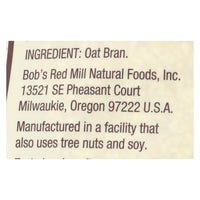 INGREDIENT: Oat Bran.
Bob's Red Mill Natural Foods, Inc.
13521 SE Pheasant Court
Milwaukie, Oregon 97222 U.S.A.
Manufactured in a facility that
also uses tree nuts and soy.